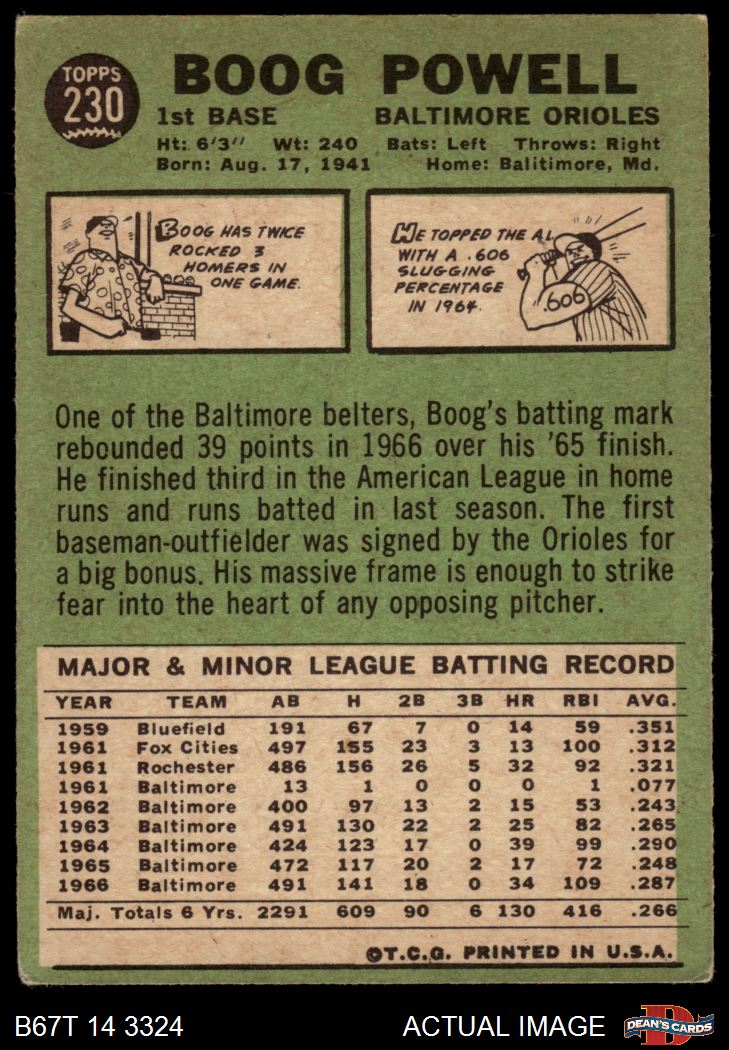 TOPPS
230
BOOG POWELL
1st BASE BALTIMORE ORIOLES
Ht: 6'3" Wt: 240 Bats: Left Throws: Right
Born: Aug. 17, 1941 Home: Balitimore, Md.
BOOG HAS TWICE
ROCKED 3
HOMERS IN
ONE GAME.
HE TOPPED THE A.L.
WITH A .606
SLUGGING
PERCENTAGE
IN 1964.
.606
One of the Baltimore belters, Boog's batting mark
rebounded 39 points in 1966 over his '65 finish.
He finished third in the American League in home
runs and runs batted in last season. The first
baseman-outfielder was signed by the Orioles for
a big bonus. His massive frame is enough to strike
fear into the heart of any opposing pitcher.
MAJOR & MINOR LEAGUE BATTING RECORD
YEAR TEAM AB H 2B 3B HR RBI AVG.
1959 Bluefield 191 67 7 0 14 59 .351
1961 Fox Cities 497 155 23 3 13 100 .312
1961 Rochester 486 156 26 5 32 92 .321
1961 Baltimore 13 1 0 0 0 1 .077
1962 Baltimore 400 97 13 2 15 53 .243
1963 Baltimore 491 130 22 2 25 82 .265
1964 Baltimore 424 123 17 0 39 99 .290
1965 Baltimore 472 117 20 2 17 72 .248
1966 Baltimore 491 141 18 0 34 109 .287
Maj. Totals 6 Yrs. 2291 609 90 6 130 416 .266
©T.C.G. PRINTED IN U.S.A.
B67T 14 3324 ACTUAL IMAGE
DEAN'S CARDS